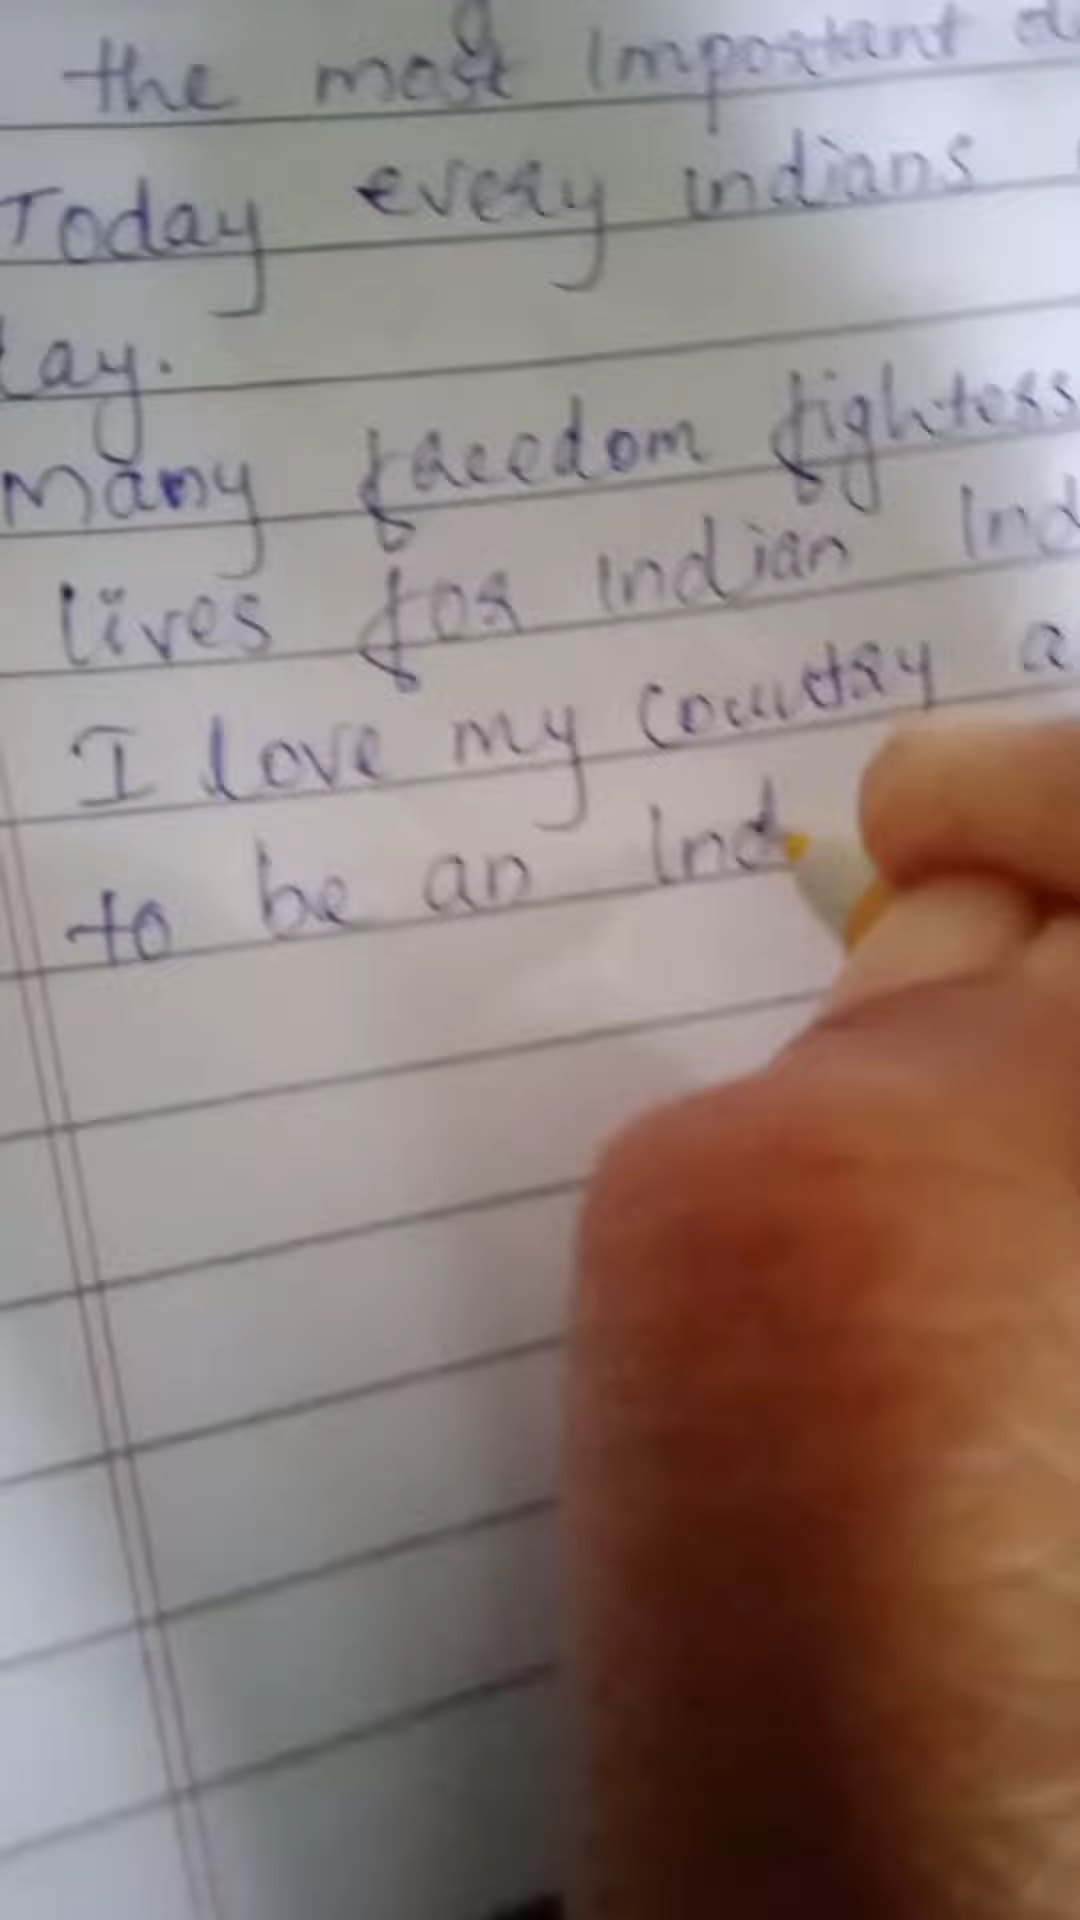 the most important d
Today every indians
lay.
Many freedom fighters
lives for Indian Ind
I love my country a
to be an Ind